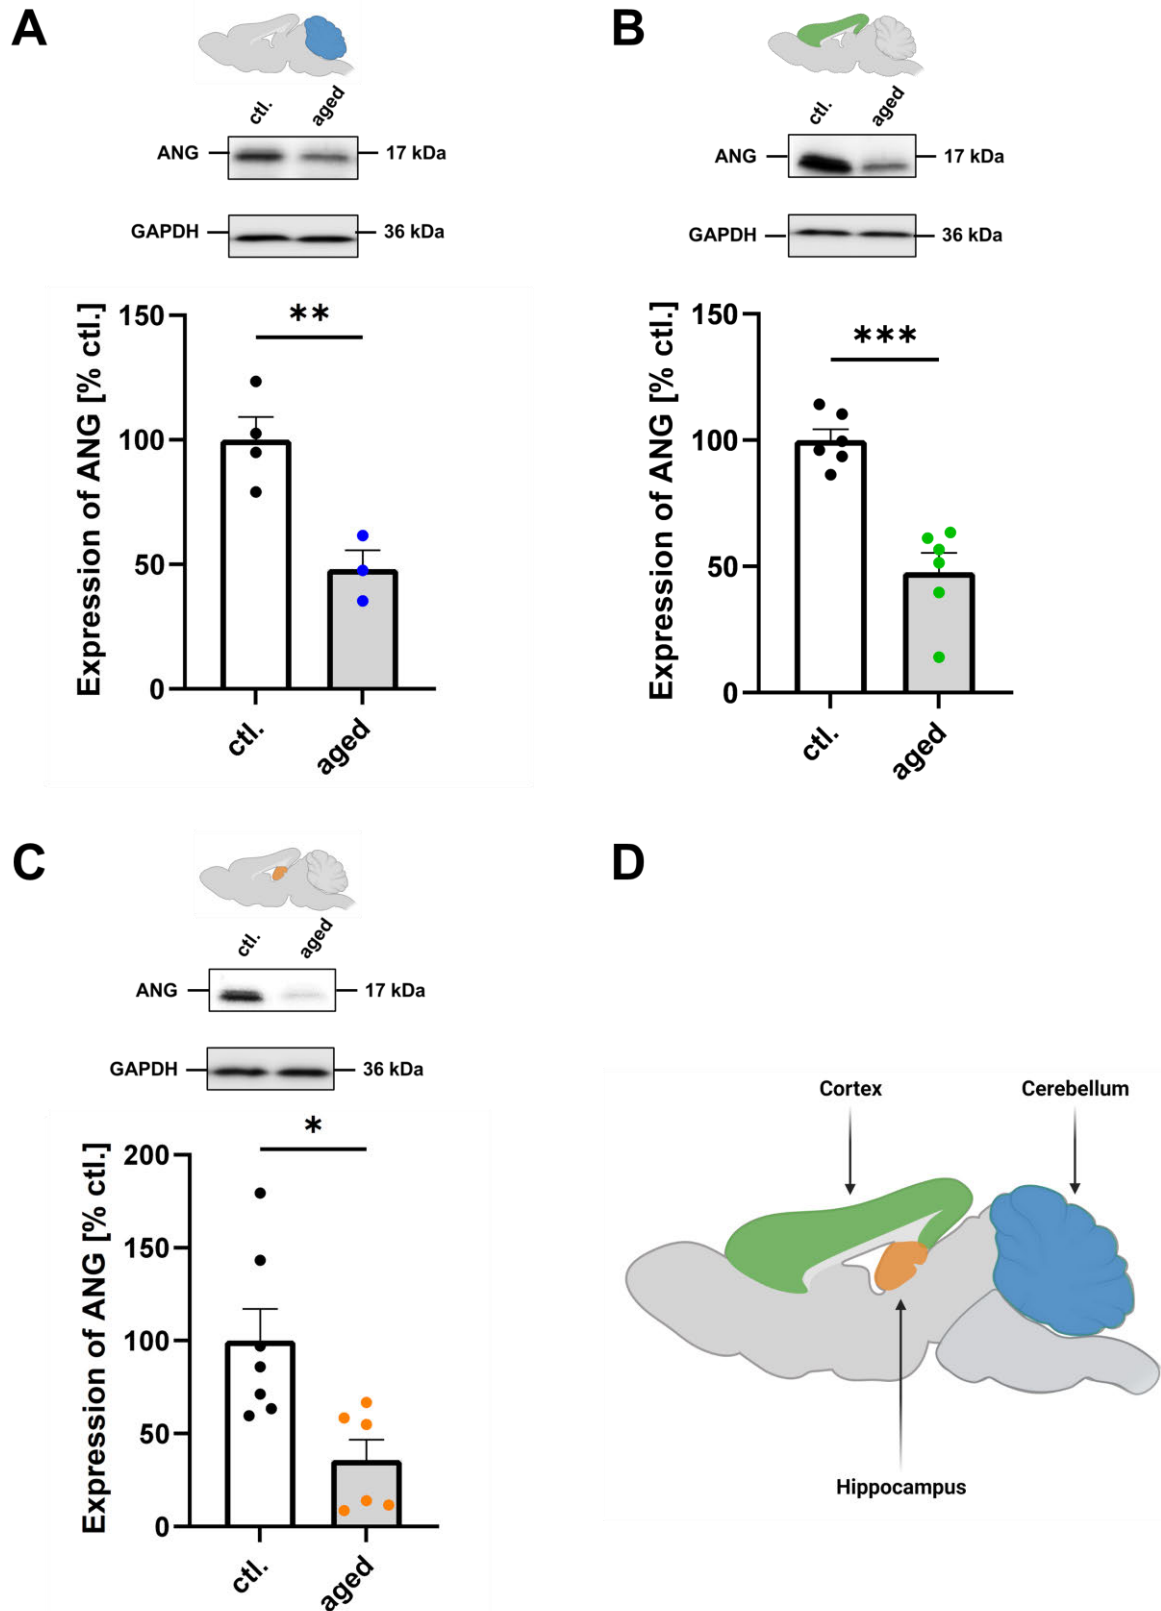 A
ctl. aged
ANG 17 kDa
GAPDH 36 kDa
**
Expression of ANG [% ctl.]
150
100
50
0
ctl. aged
B
ctl. aged
ANG 17 kDa
GAPDH 36 kDa
***
Expression of ANG [% ctl.]
150
100
50
0
ctl. aged
C
ctl. aged
ANG 17 kDa
GAPDH 36 kDa
*
Expression of ANG [% ctl.]
200
150
100
50
0
ctl. aged
D
Cortex Cerebellum
Hippocampus